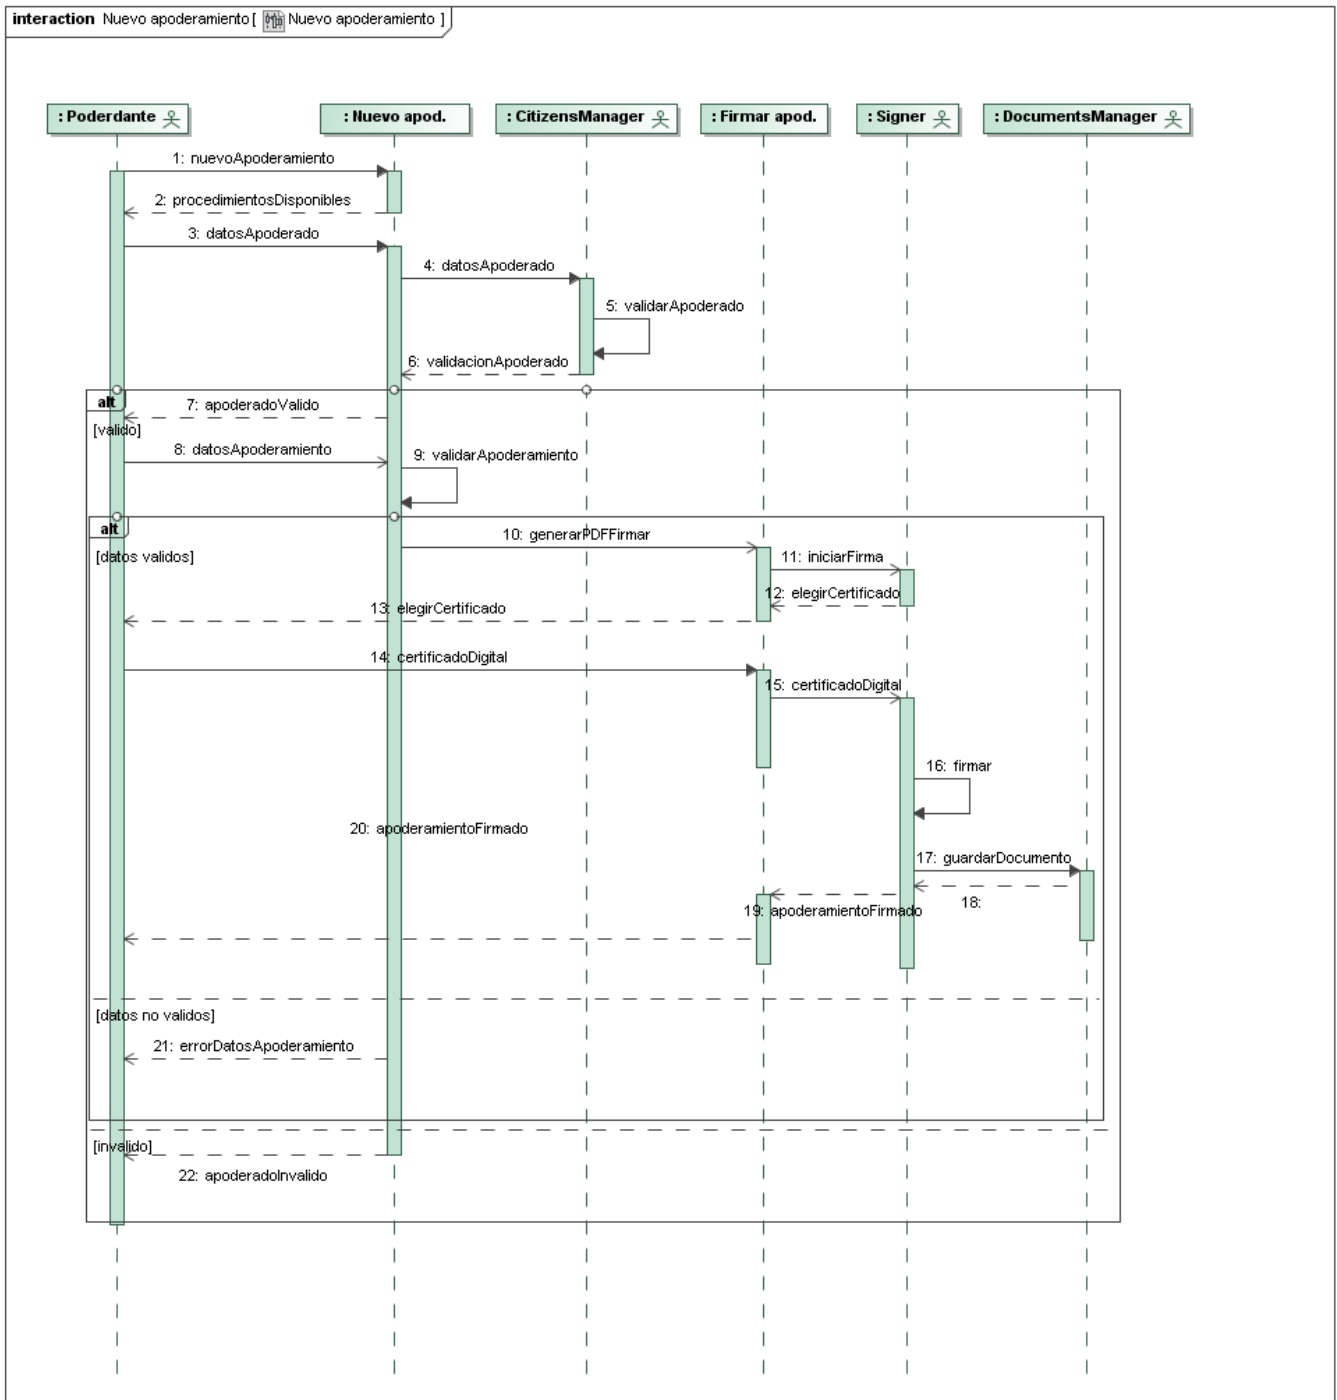 interaction Nuevo apoderamiento[ Nuevo apoderamiento ]
: Poderdante
: Nuevo apod.
: CitizensManager
: Firmar apod.
: Signer
: DocumentsManager
1: nuevoApoderamiento
2: procedimientosDisponibles
3: datosApoderado
4: datosApoderado
5: validarApoderado
6: validacionApoderado
alt
7: apoderadoValido
[valido]
8: datosApoderamiento
9: validarApoderamiento
alt
10: generarPDFFirmar
[datos validos]
11: iniciarFirma
12: elegirCertificado
13: elegirCertificado
14: certificadoDigital
15: certificadoDigital
16: firmar
20: apoderamientoFirmado
17: guardarDocumento
18:
19: apoderamientoFirmado
[datos no validos]
21: errorDatosApoderamiento
[invalido]
22: apoderadoInvalido